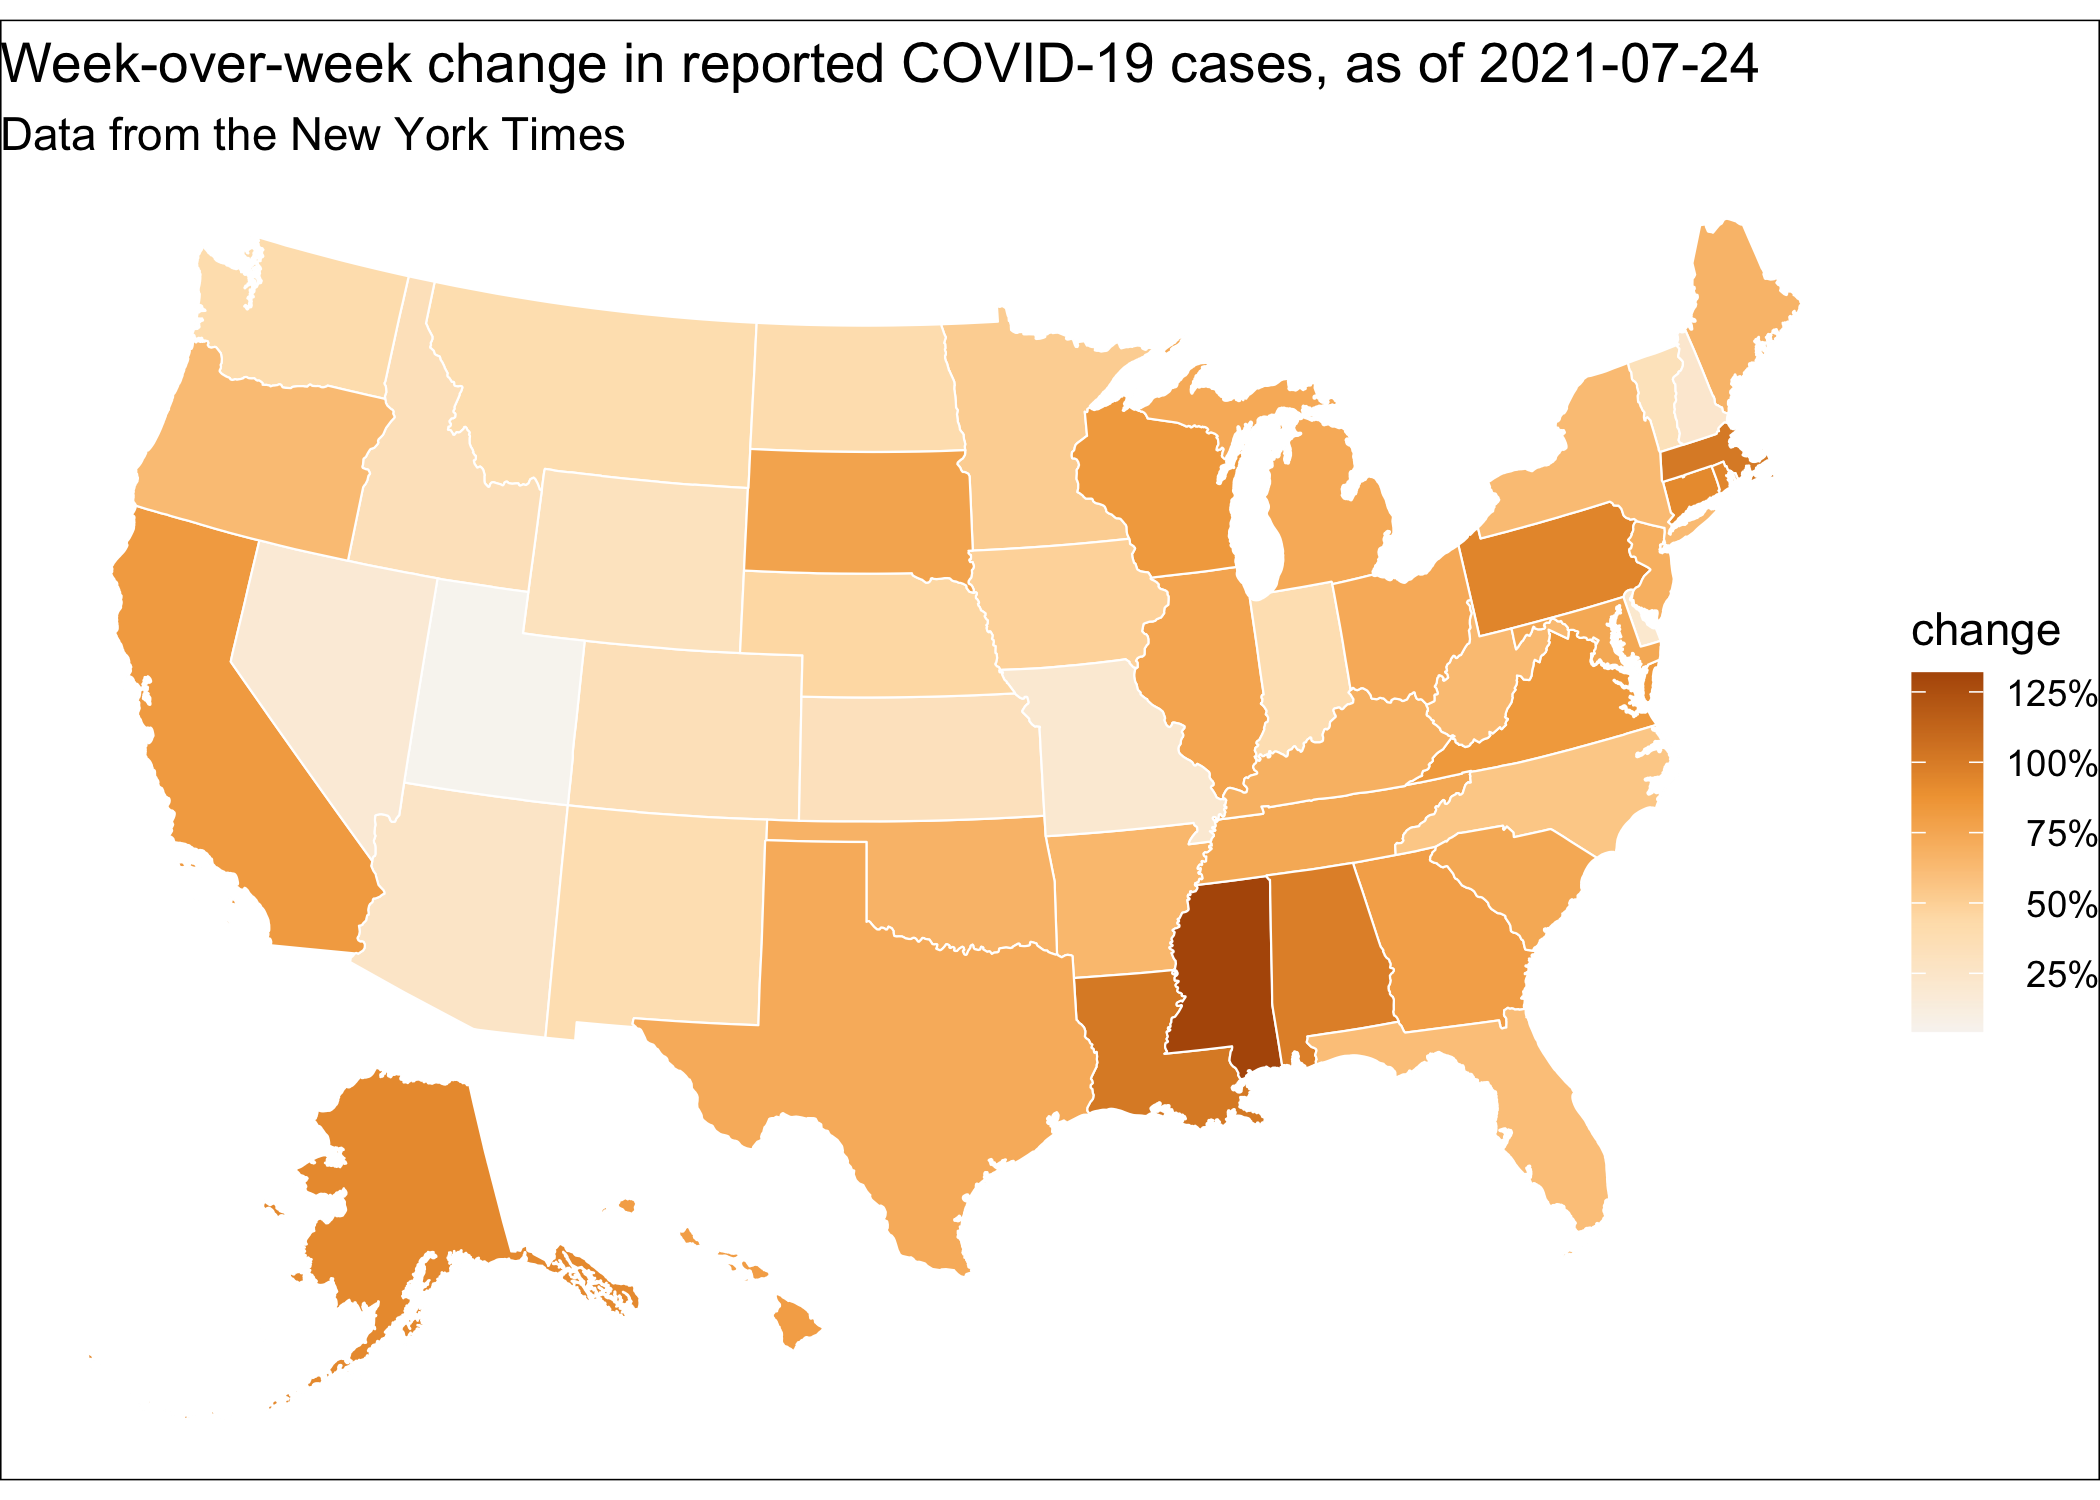 Week-over-week change in reported COVID-19 cases, as of 2021-07-24
Data from the New York Times
change
125%
100%
75%
50%
25%